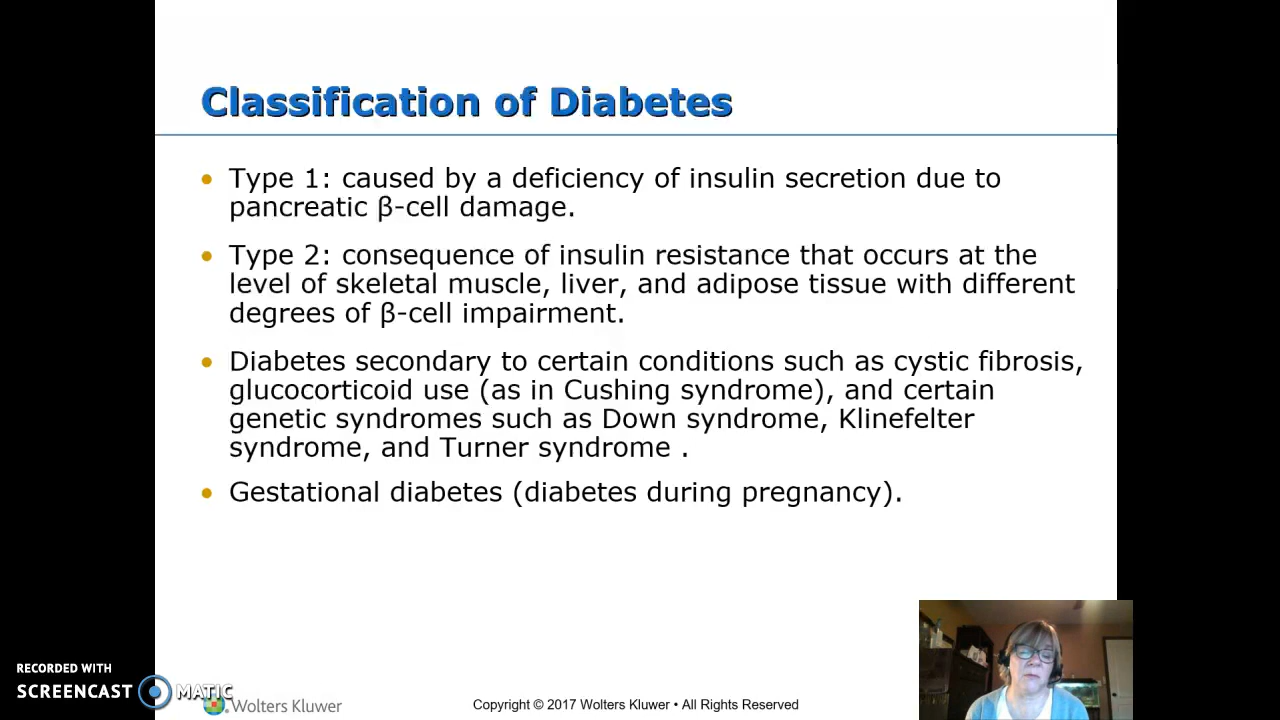 Classification of Diabetes
• Type 1: caused by a deficiency of insulin secretion due to
pancreatic β-cell damage.
• Type 2: consequence of insulin resistance that occurs at the
level of skeletal muscle, liver, and adipose tissue with different
degrees of β-cell impairment.
• Diabetes secondary to certain conditions such as cystic fibrosis,
glucocorticoid use (as in Cushing syndrome), and certain
genetic syndromes such as Down syndrome, Klinefelter
syndrome, and Turner syndrome .
• Gestational diabetes (diabetes during pregnancy).
RECORDED WITH
SCREENCAST MATIC
Wolters Kluwer
Copyright © 2017 Wolters Kluwer • All Rights Reserved